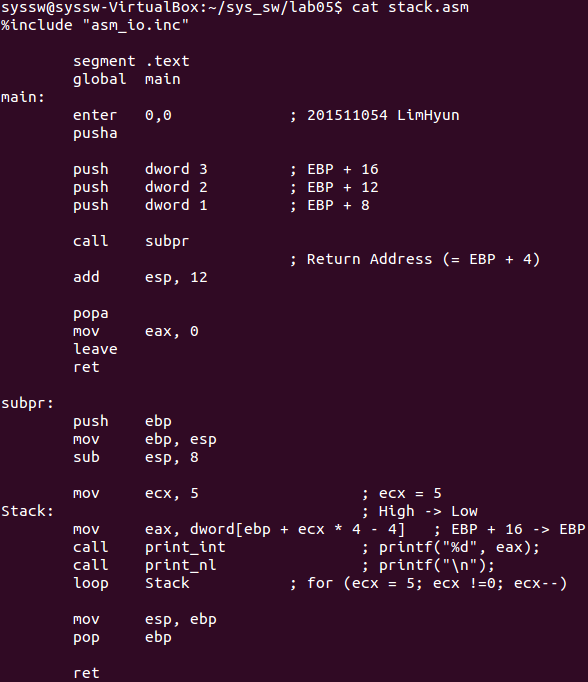 syssw@syssw-VirtualBox:~/sys_sw/lab05$ cat stack.asm
%include "asm_io.inc"
segment .text
global main
main:
enter 0,0 ; 201511054 LimHyun
pusha
push dword 3 ; EBP + 16
push dword 2 ; EBP + 12
push dword 1 ; EBP + 8
call subpr
; Return Address (= EBP + 4)
add esp, 12
popa
mov eax, 0
leave
ret
subpr:
push ebp
mov ebp, esp
sub esp, 8
mov ecx, 5 ; ecx = 5
Stack: ; High -> Low
mov eax, dword[ebp + ecx * 4 - 4] ; EBP + 16 -> EBP
call print_int ; printf("%d", eax);
call print_nl ; printf("\n");
loop Stack ; for (ecx = 5; ecx !=0; ecx--)
mov esp, ebp
pop ebp
ret